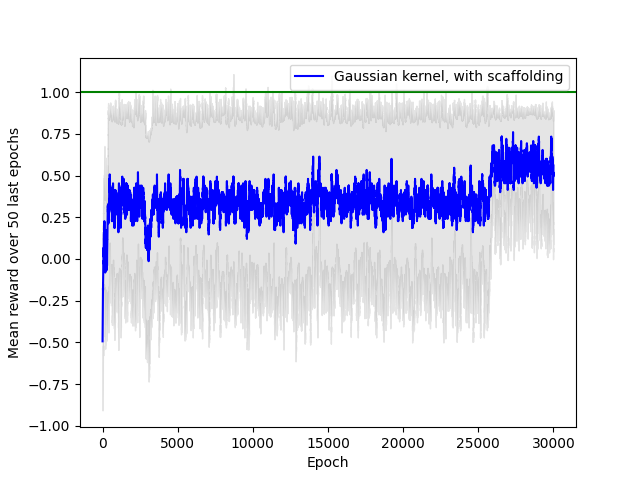 Gaussian kernel, with scaffolding
1.00
0.75
0.50
0.25
0.00
−0.25
−0.50
−0.75
−1.00
Mean reward over 50 last epochs
0 5000 10000 15000 20000 25000 30000
Epoch